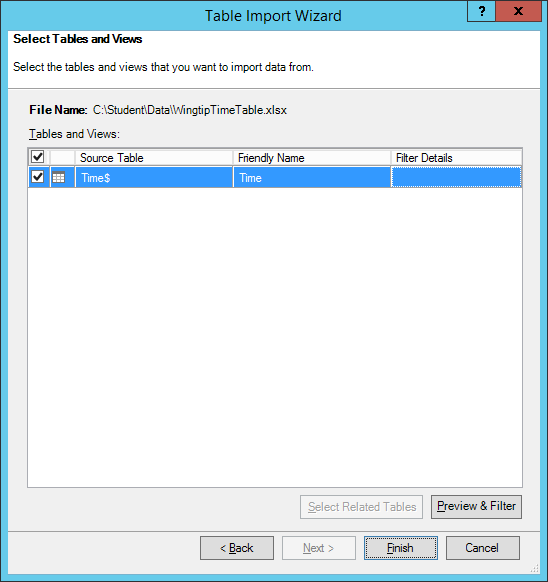 Table Import Wizard
? X
Select Tables and Views
Select the tables and views that you want to import data from.
File Name: C:\Student\Data\WingtipTimeTable.xlsx
Tables and Views:
Source Table Friendly Name Filter Details
Time$ Time
Select Related Tables Preview & Filter
< Back Next > Finish Cancel